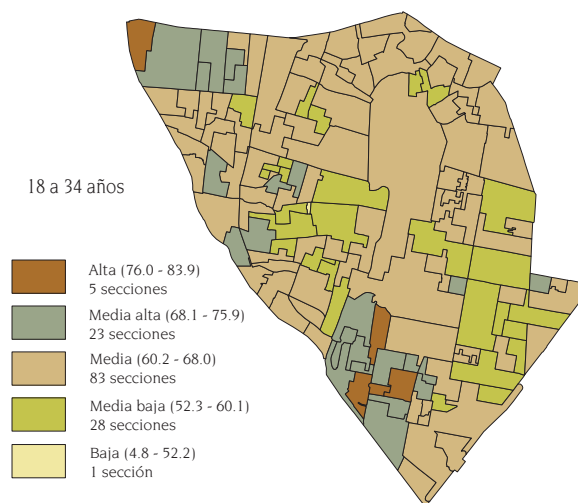 18 a 34 años
Alta (76.0 - 83.9)
5 secciones
Media alta (68.1 - 75.9)
23 secciones
Media (60.2 - 68.0)
83 secciones
Media baja (52.3 - 60.1)
28 secciones
Baja (4.8 - 52.2)
1 sección